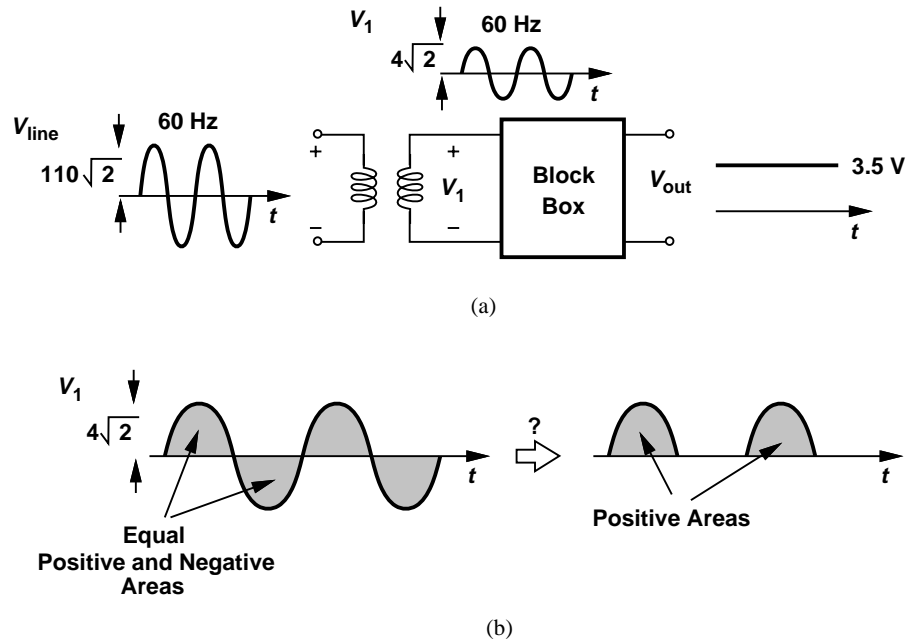 V1
60 Hz
4√2
t
Vline
60 Hz
110√2
t
+
−
+
V1
−
Block
Box
Vout
3.5 V
t
(a)
V1
4√2
t
?
t
Equal
Positive and Negative
Areas
Positive Areas
(b)